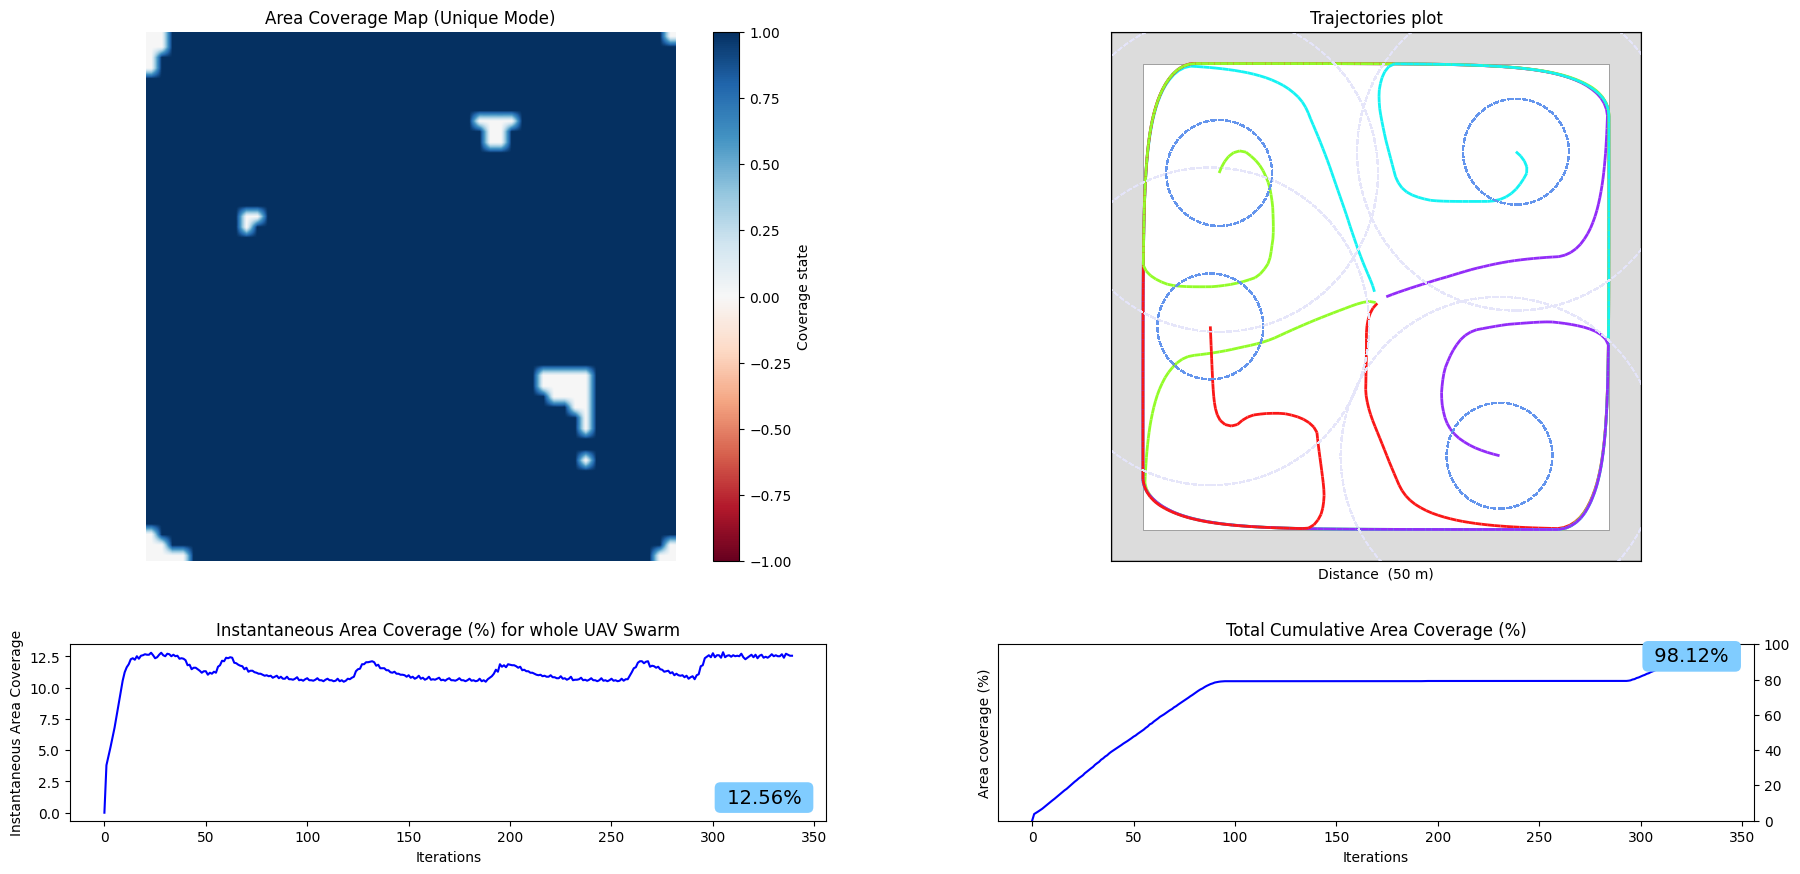 Area Coverage Map (Unique Mode)
1.00
0.75
0.50
0.25
0.00
−0.25
−0.50
−0.75
−1.00
Coverage state
Trajectories plot
Distance  (50 m)
Instantaneous Area Coverage (%) for whole UAV Swarm
Instantaneous Area Coverage
12.5
10.0
7.5
5.0
2.5
0.0
12.56%
0 50 100 150 200 250 300 350
Iterations
Total Cumulative Area Coverage (%)
Area coverage (%)
98.12%
100
80
60
40
20
0
0 50 100 150 200 250 300 350
Iterations